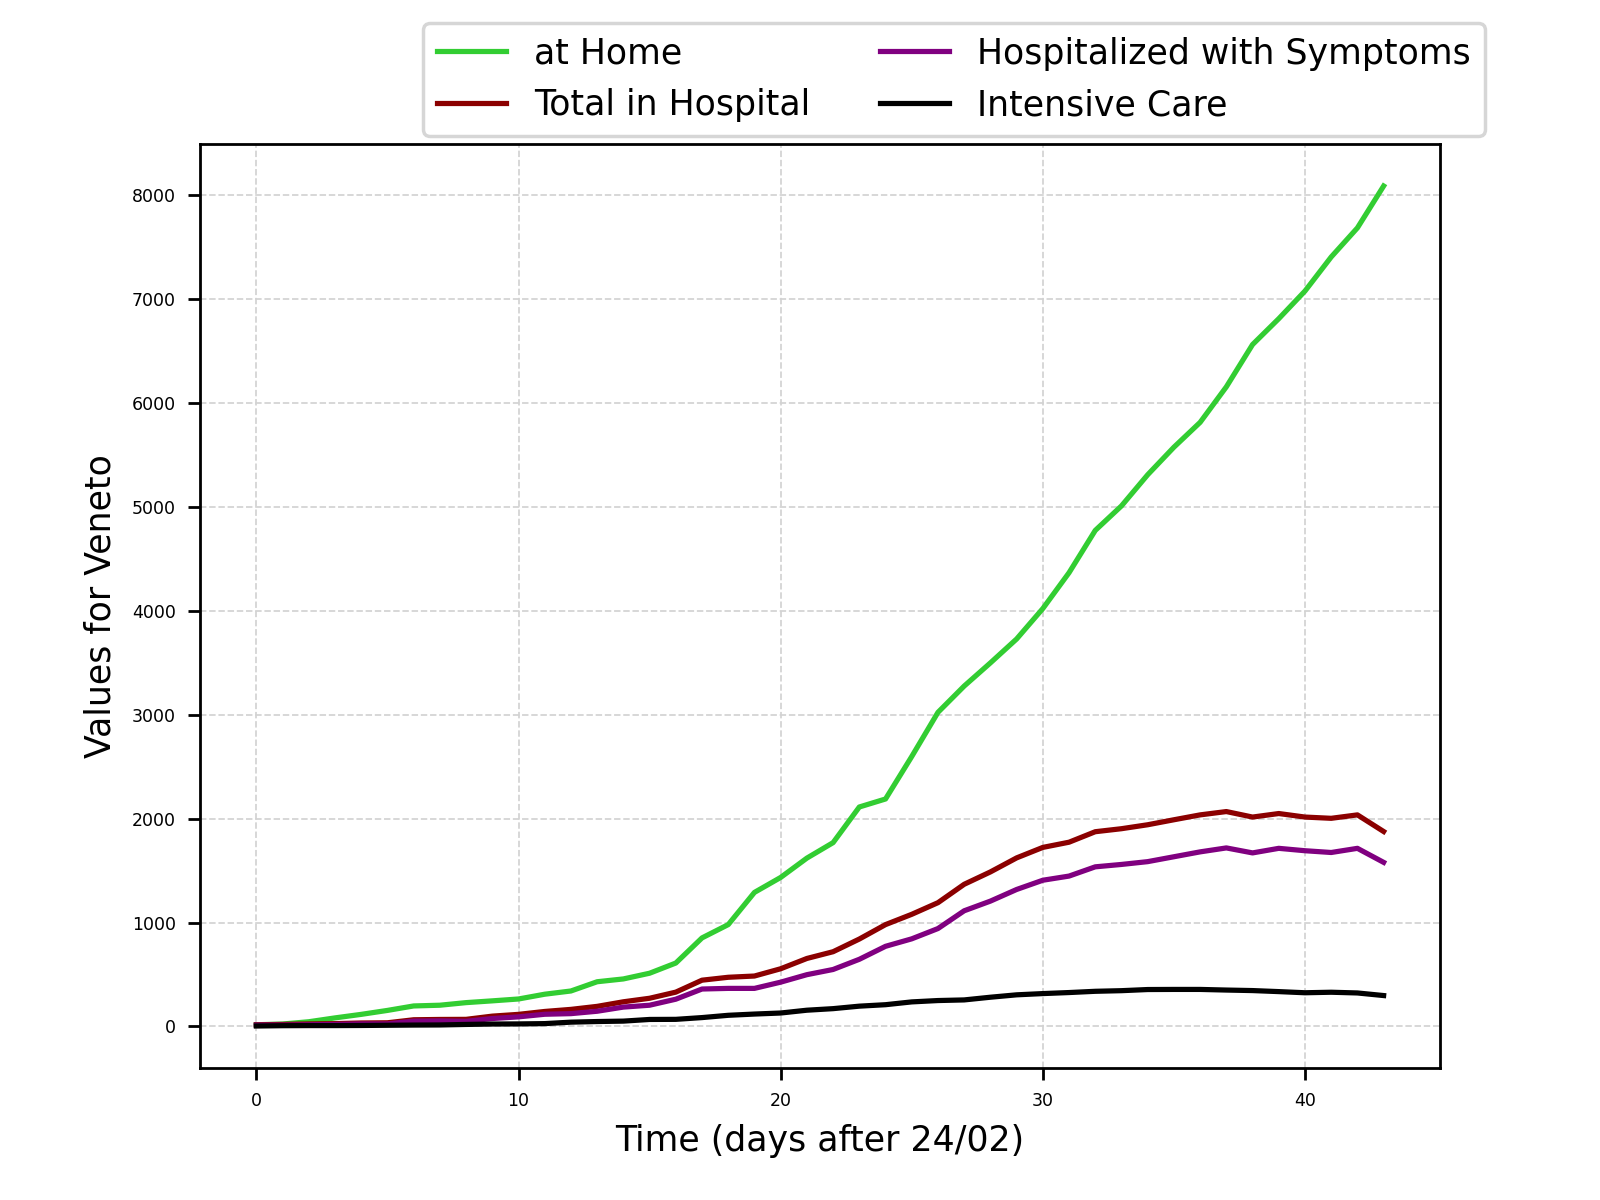 at Home
Total in Hospital
Hospitalized with Symptoms
Intensive Care
Values for Veneto
8000
7000
6000
5000
4000
3000
2000
1000
0
0 10 20 30 40
Time (days after 24/02)